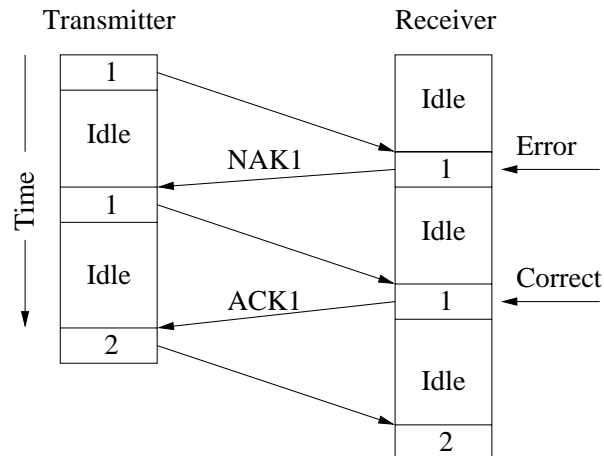 Transmitter
Receiver
1
Idle
Idle
Error
NAK1
1
1
Time
Idle
Idle
Correct
ACK1
1
2
Idle
2